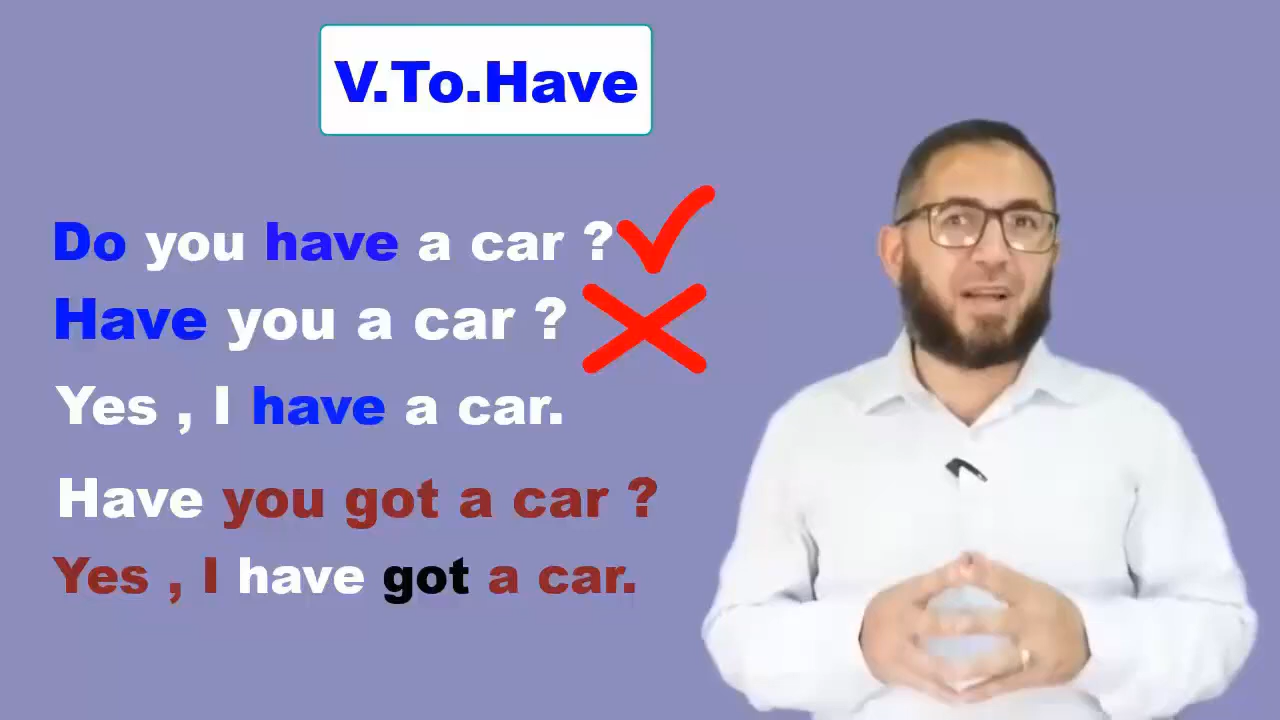 V.To.Have
Do you have a car ?
Have you a car ?
Yes , I have a car.
Have you got a car ?
Yes , I have got a car.